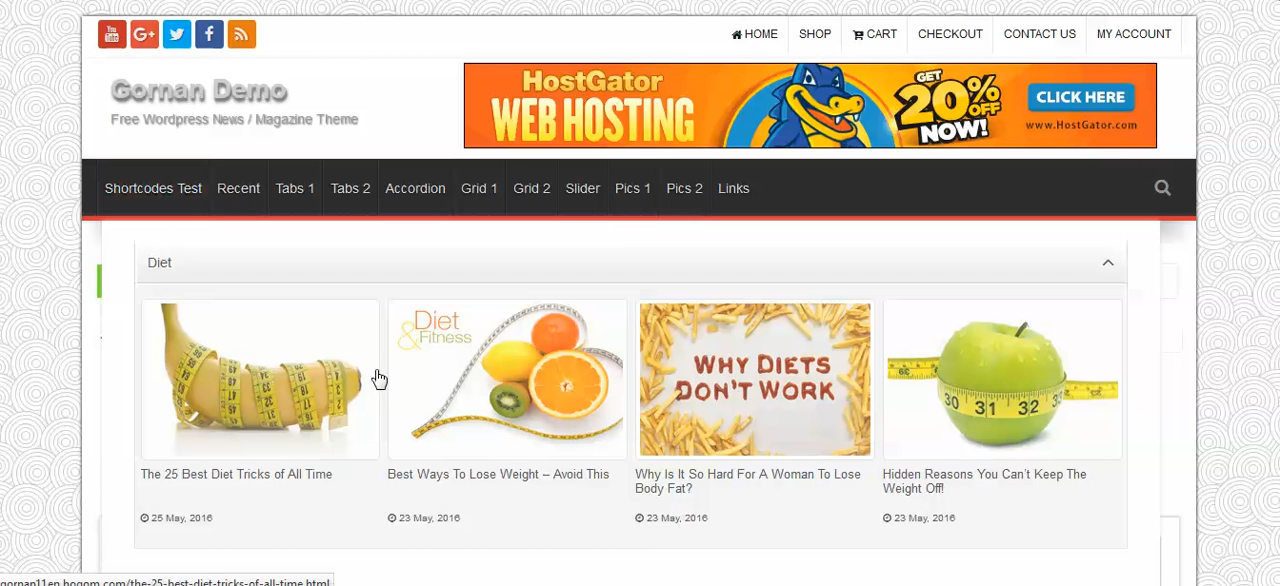 You
Tube
G+
HOME
SHOP
CART
CHECKOUT
CONTACT US
MY ACCOUNT
Gornan Demo
Free Wordpress News / Magazine Theme
HostGator
WEB HOSTING
GET
20% OFF
NOW!
CLICK HERE
www.HostGator.com
Shortcodes Test
Recent
Tabs 1
Tabs 2
Accordion
Grid 1
Grid 2
Slider
Pics 1
Pics 2
Links
Diet
Diet
& Fitness
WHY DIETS
DON'T WORK
30 31 32
The 25 Best Diet Tricks of All Time
Best Ways To Lose Weight – Avoid This
Why Is It So Hard For A Woman To Lose
Body Fat?
Hidden Reasons You Can't Keep The
Weight Off!
25 May, 2016
23 May, 2016
23 May, 2016
23 May, 2016
gornan11en.hogom.com/the-25-best-diet-tricks-of-all-time.html